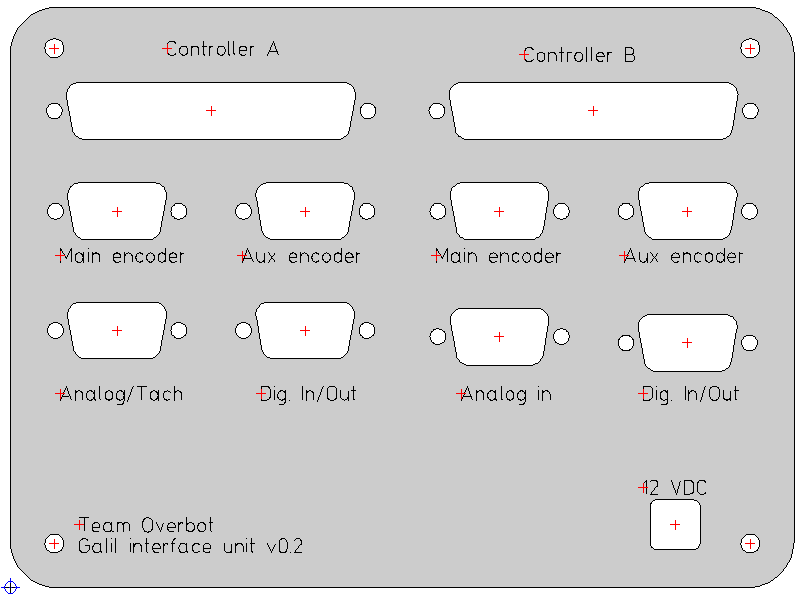 Controller A
Controller B
Main encoder
Aux encoder
Main encoder
Aux encoder
Analog/Tach
Dig. In/Out
Analog in
Dig. In/Out
12 VDC
Team Overbot
Galil interface unit v0.2